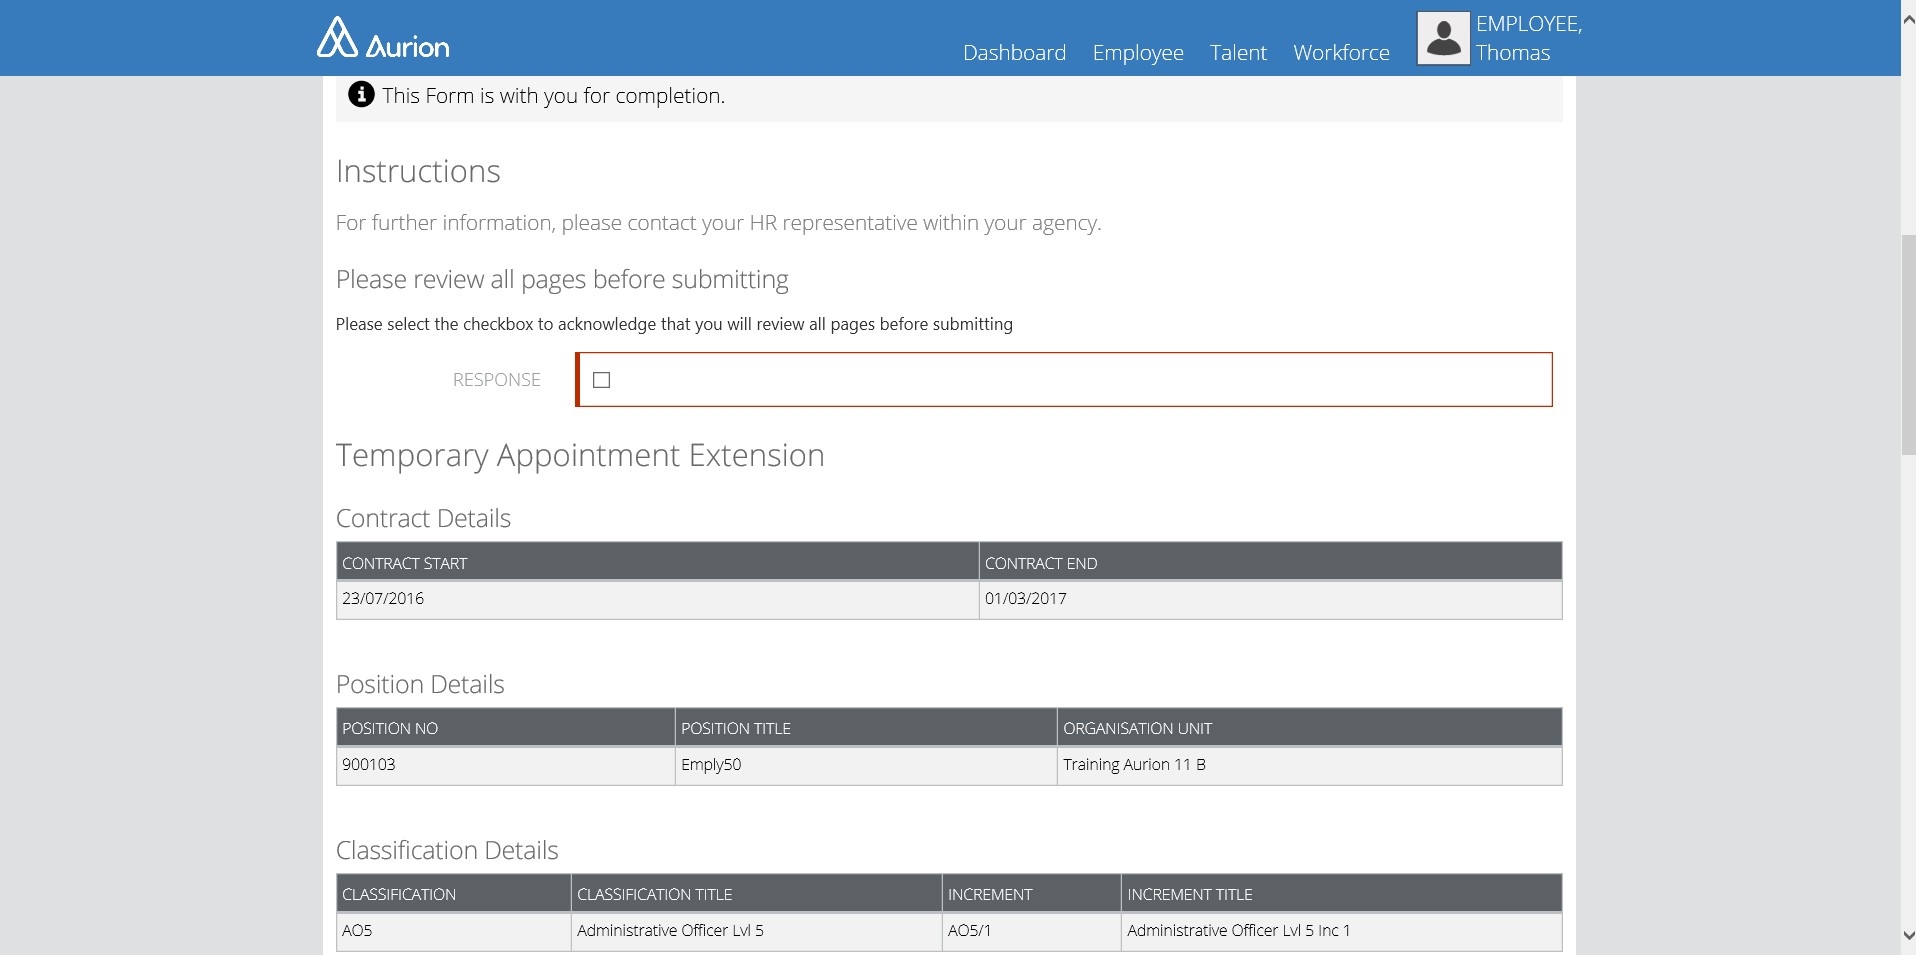 Aurion
Dashboard Employee Talent Workforce
EMPLOYEE,
Thomas
This Form is with you for completion.
Instructions
For further information, please contact your HR representative within your agency.
Please review all pages before submitting
Please select the checkbox to acknowledge that you will review all pages before submitting
RESPONSE
Temporary Appointment Extension
Contract Details
CONTRACT START CONTRACT END
23/07/2016 01/03/2017
Position Details
POSITION NO POSITION TITLE ORGANISATION UNIT
900103 Emply50 Training Aurion 11 B
Classification Details
CLASSIFICATION CLASSIFICATION TITLE INCREMENT INCREMENT TITLE
AO5 Administrative Officer Lvl 5 AO5/1 Administrative Officer Lvl 5 Inc 1